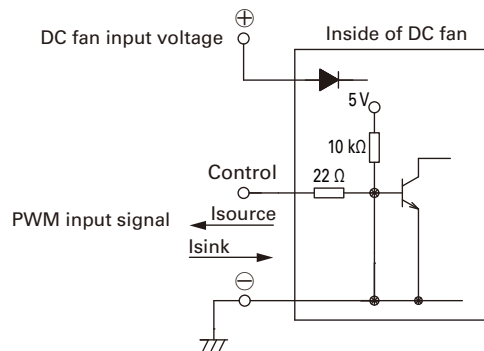 ⊕
DC fan input voltage
Inside of DC fan
5 V
10 kΩ
Control
22 Ω
PWM input signal
Isource
Isink
⊖